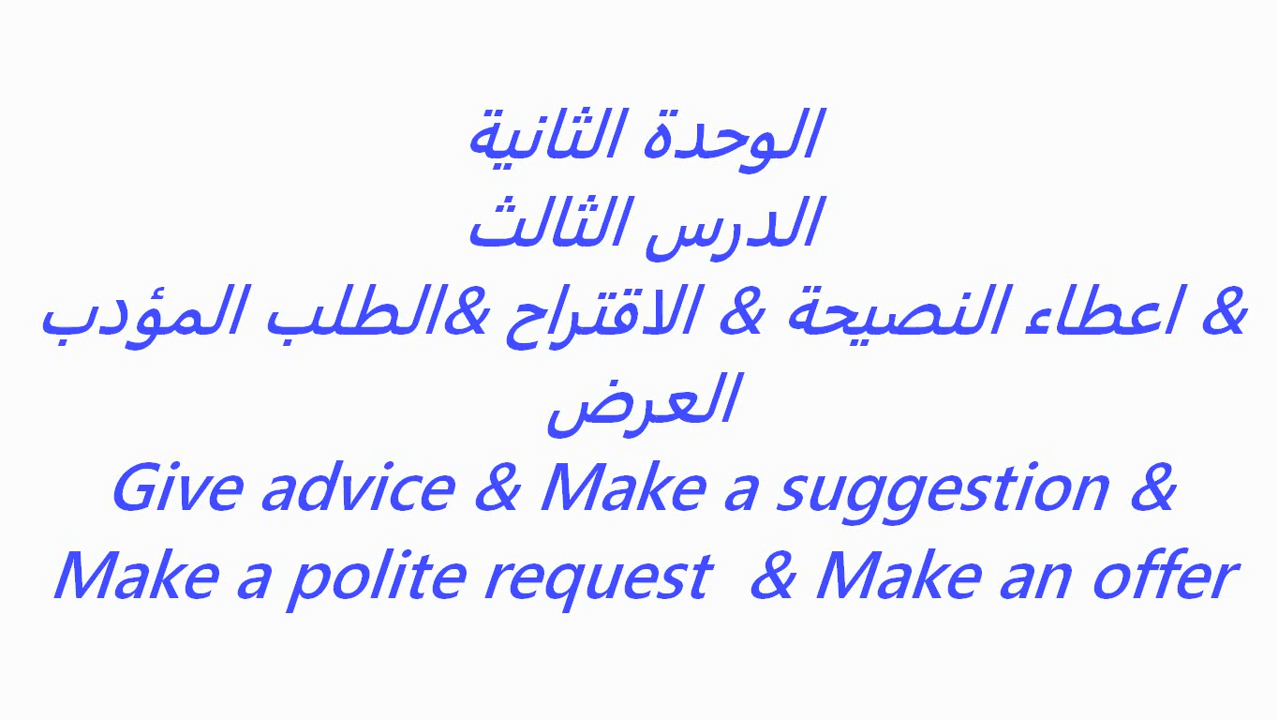 الوحدة الثانية
الدرس الثالث
& اعطاء النصيحة & الاقتراح &الطلب المؤدب
العرض
Give advice & Make a suggestion &
Make a polite request & Make an offer